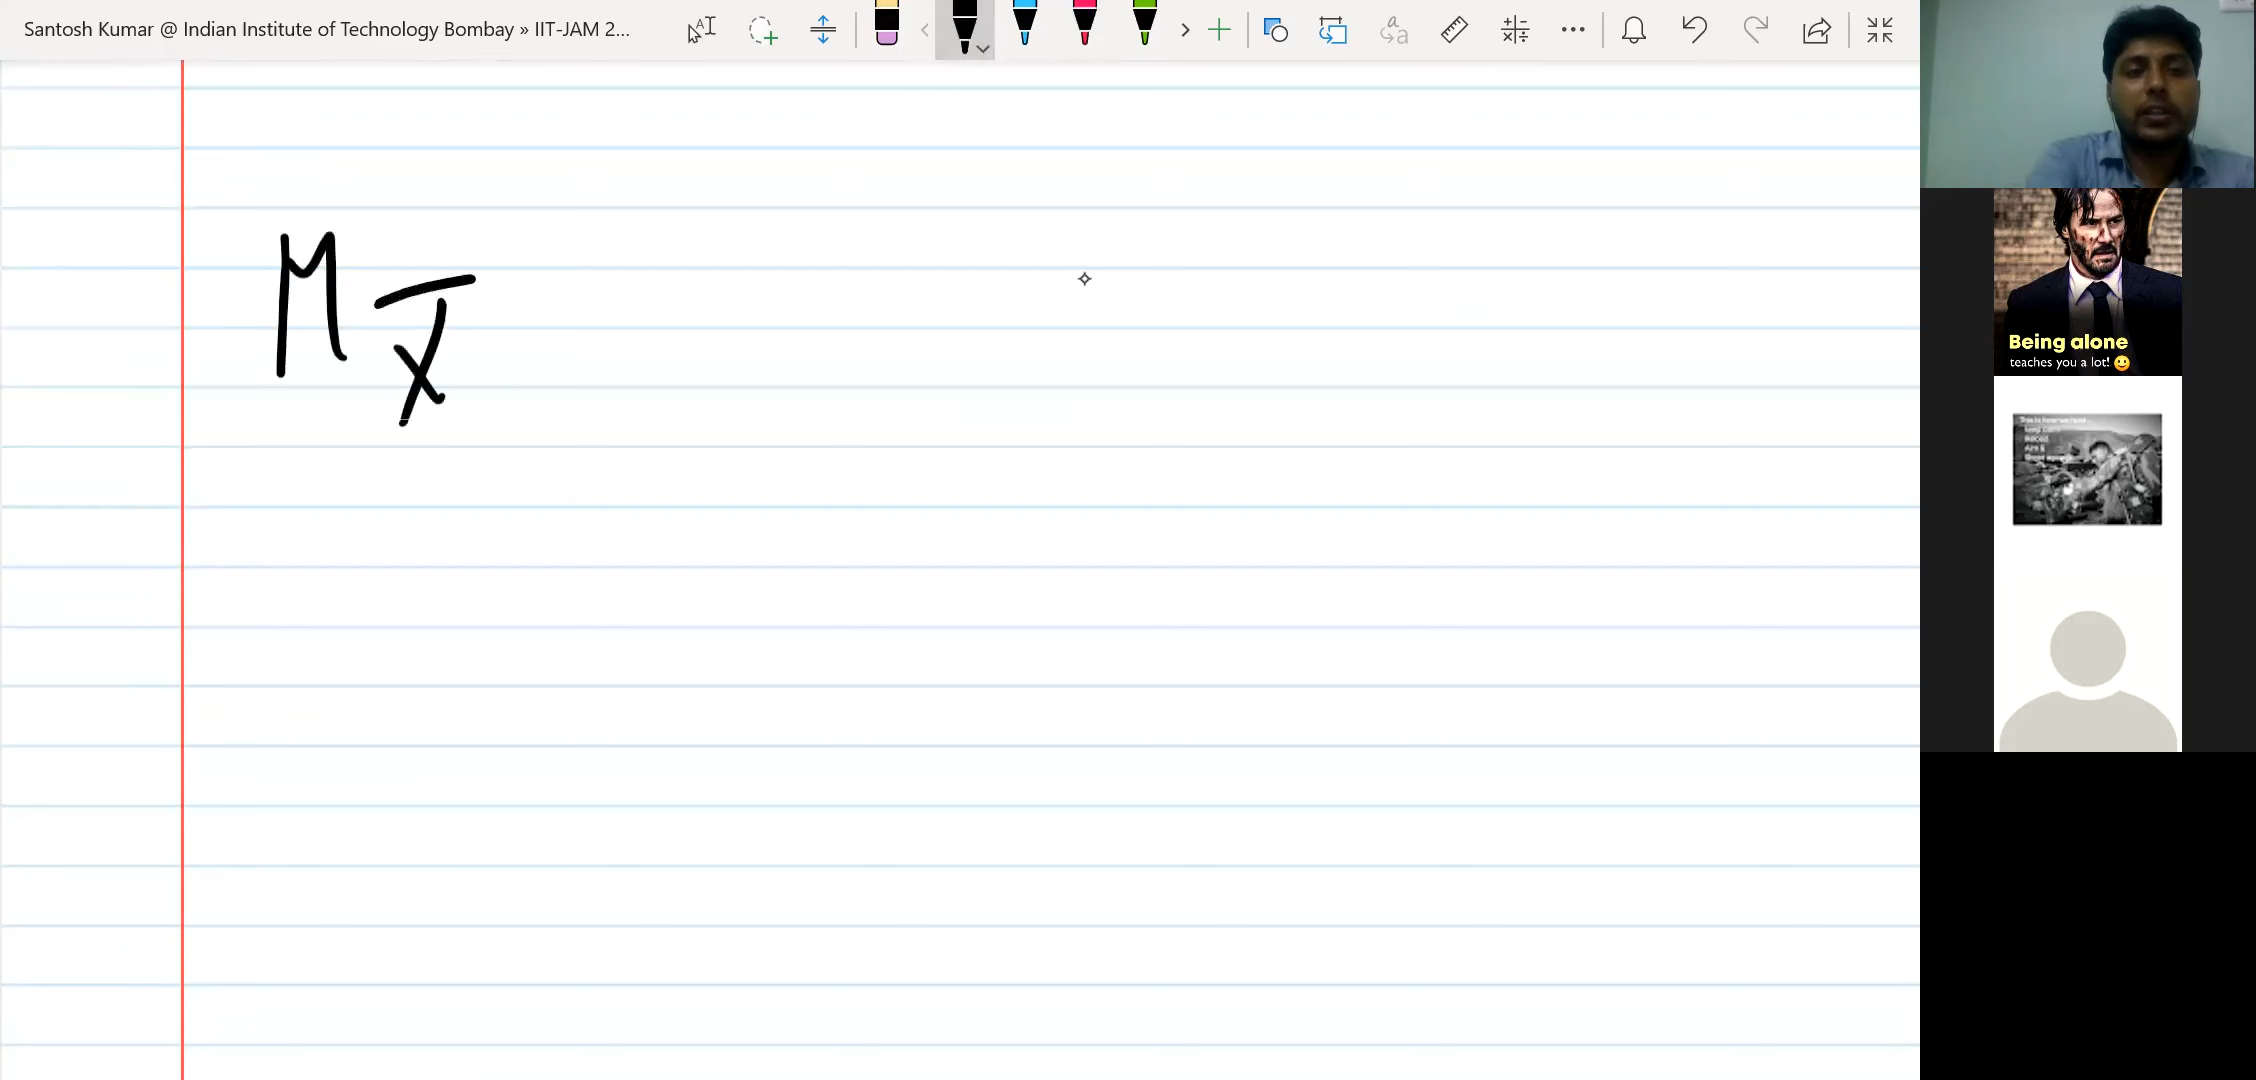 Santosh Kumar @ Indian Institute of Technology Bombay » IIT-JAM 2...
M X̅
Being alone
teaches you a lot! 😀